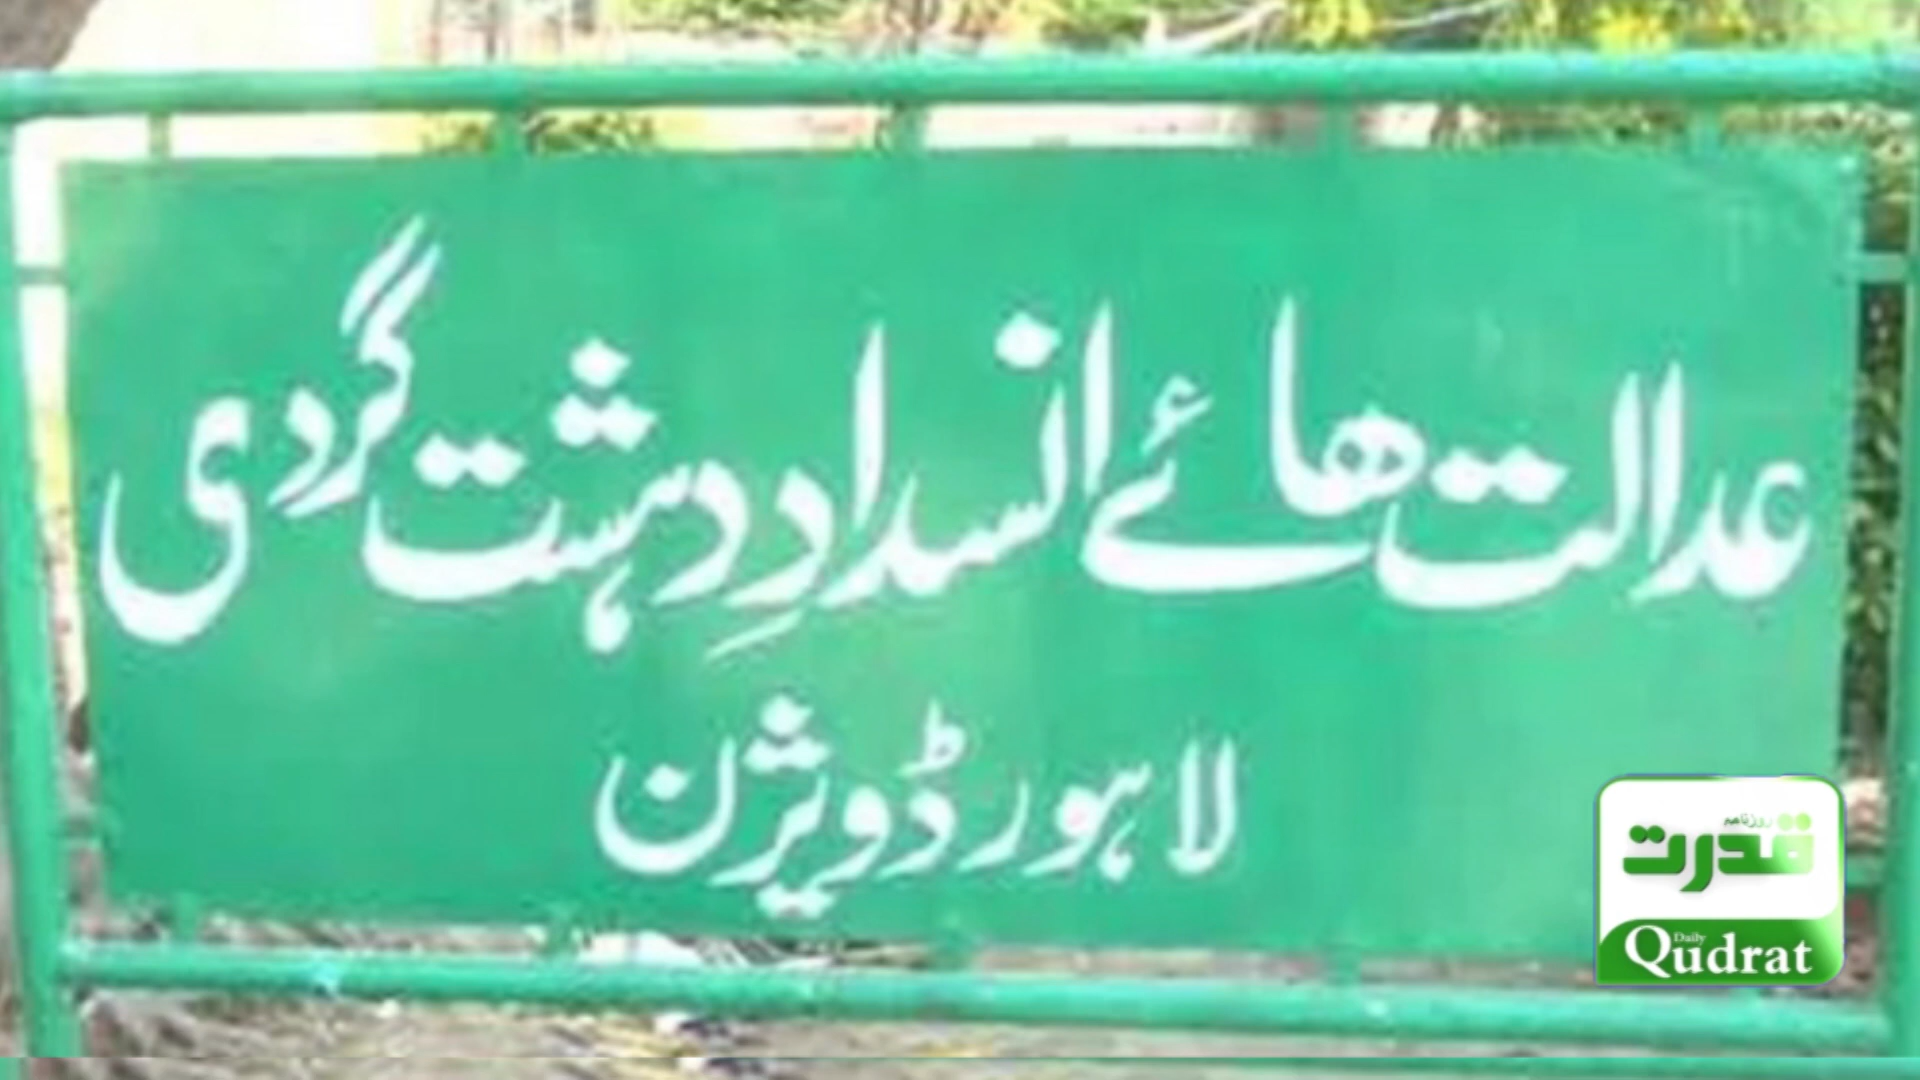 عدالت ھائے انسدادِ دہشت گردی
لاہور ڈویژن
روزنامہ
قدرت
Daily
Qudrat